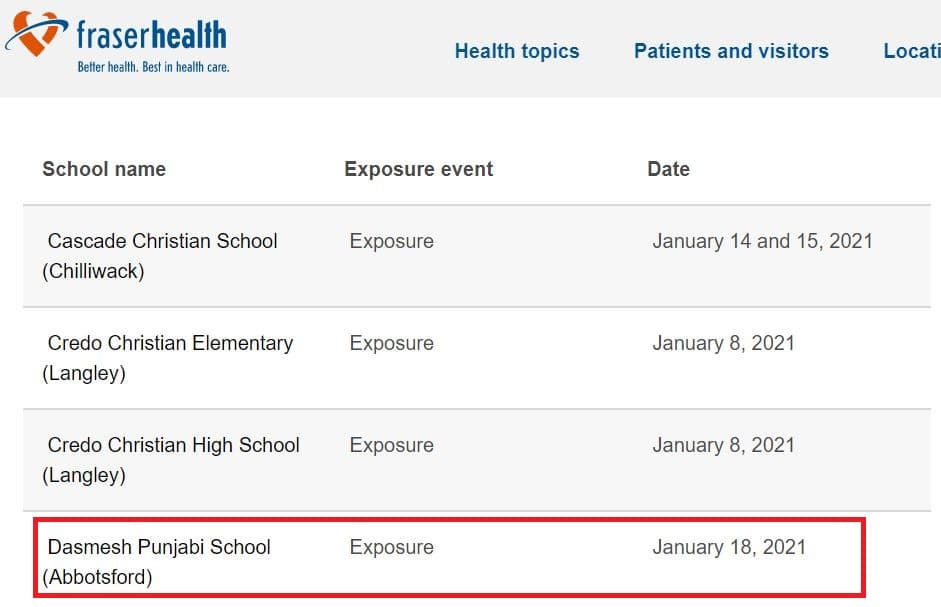 fraserhealth
Better health. Best in health care.
Health topics Patients and visitors Locati
School name Exposure event Date
Cascade Christian School Exposure January 14 and 15, 2021
(Chilliwack)
Credo Christian Elementary Exposure January 8, 2021
(Langley)
Credo Christian High School Exposure January 8, 2021
(Langley)
Dasmesh Punjabi School Exposure January 18, 2021
(Abbotsford)